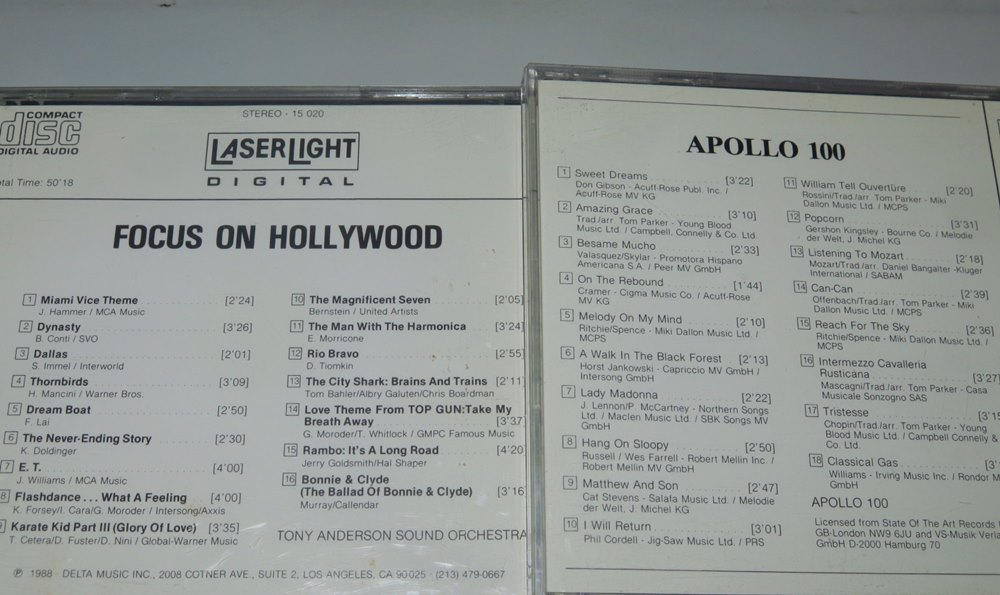 COMPACT
disc
DIGITAL AUDIO
STEREO · 15 020
LASERLIGHT
DIGITAL
Total Time: 50'18
FOCUS ON HOLLYWOOD
1 Miami Vice Theme [2'24]
J. Hammer / MCA Music
2 Dynasty [3'26]
B. Conti / SVO
3 Dallas [2'01]
S. Immel / Interworld
4 Thornbirds [3'09]
H. Mancini / Warner Bros.
5 Dream Boat [2'50]
F. Lai
6 The Never-Ending Story [2'30]
K. Doldinger
7 E. T. [4'00]
J. Williams / MCA Music
8 Flashdance . . . What A Feeling [4'00]
K. Forsey/I. Cara/G. Moroder / Intersong/Axxis
Karate Kid Part III (Glory Of Love) [3'35]
T. Cetera/D. Fuster/D. Nini / Global-Warner Music
10 The Magnificent Seven [2'05]
Bernstein / United Artists
11 The Man With The Harmonica [3'24]
E. Morricone
12 Rio Bravo [2'55]
D. Tiomkin
13 The City Shark: Brains And Trains [2'11]
Tom Bahler/Albry Galuten/Chris Boardman
14 Love Theme From TOP GUN: Take My
Breath Away [3'37]
G. Moroder/T. Whitlock / GMPC Famous Music
15 Rambo: It's A Long Road [4'20]
Jerry Goldsmith/Hal Shaper
16 Bonnie & Clyde
(The Ballad Of Bonnie & Clyde) [3'16]
Murray/Callendar
TONY ANDERSON SOUND ORCHESTRA
℗ 1988 · DELTA MUSIC INC., 2008 COTNER AVE., SUITE 2, LOS ANGELES, CA 90025 · (213) 479-0667
APOLLO 100
1 Sweet Dreams [3'22]
Don Gibson - Acuff-Rose Publ. Inc. /
Acuff-Rose MV KG
2 Amazing Grace [3'10]
Trad./arr. Tom Parker - Young Blood
Music Ltd. / Campbell, Connelly & Co. Ltd.
3 Besame Mucho [2'33]
Valasquez/Skylar - Promotora Hispano
Americana S.A. / Peer MV GmbH
4 On The Rebound [1'44]
Cramer - Cigma Music Co. / Acuff-Rose
MV KG
5 Melody On My Mind [2'10]
Ritchie/Spence - Miki Dallon Music Ltd. /
MCPS
6 A Walk In The Black Forest [2'13]
Horst Jankowski - Capriccio MV GmbH /
Intersong GmbH
7 Lady Madonna [2'22]
J. Lennon/P. McCartney - Northern Songs
Ltd. / Maclen Music Ltd. / SBK Songs MV
GmbH
8 Hang On Sloopy [2'50]
Russell / Wes Farrell - Robert Mellin Inc. /
Robert Mellin MV GmbH
9 Matthew And Son [2'47]
Cat Stevens - Salafa Music Ltd. / Melodie
der Welt, J. Michel KG
10 I Will Return [3'01]
Phil Cordell - Jig-Saw Music Ltd. / PRS
11 William Tell Ouvertüre [2'20]
Rossini/Trad./arr. Tom Parker - Miki
Dallon Music Ltd. / MCPS
12 Popcorn [3'31]
Gershon Kingsley - Bourne Co. / Melodie
der Welt, J. Michel KG
13 Listening To Mozart [2'18]
Mozart/Trad./arr. Daniel Bangalter -Kluger
International / SABAM
14 Can-Can [2'39]
Offenbach/Trad./arr. Tom Parker - Miki
Dallon Music Ltd. / MCPS
15 Reach For The Sky [2'36]
Ritchie/Spence - Miki Dallon Music Ltd. /
MCPS
16 Intermezzo Cavalleria
Rusticana [3'27]
Mascagni/Trad./arr. Tom Parker - Casa
Musicale Sonzogno SAS
17 Tristesse [3'15
Chopin/Trad./arr. Tom Parker - Young
Blood Music Ltd. / Campbell Connelly &
Co. Ltd.
18 Classical Gas [3'
Williams - Irving Music Inc. / Rondor M
GmbH
APOLLO 100
Licensed from State Of The Art Records
GB-London NW9 6JU and VS-Musik Verla
GmbH D-2000 Hamburg 70